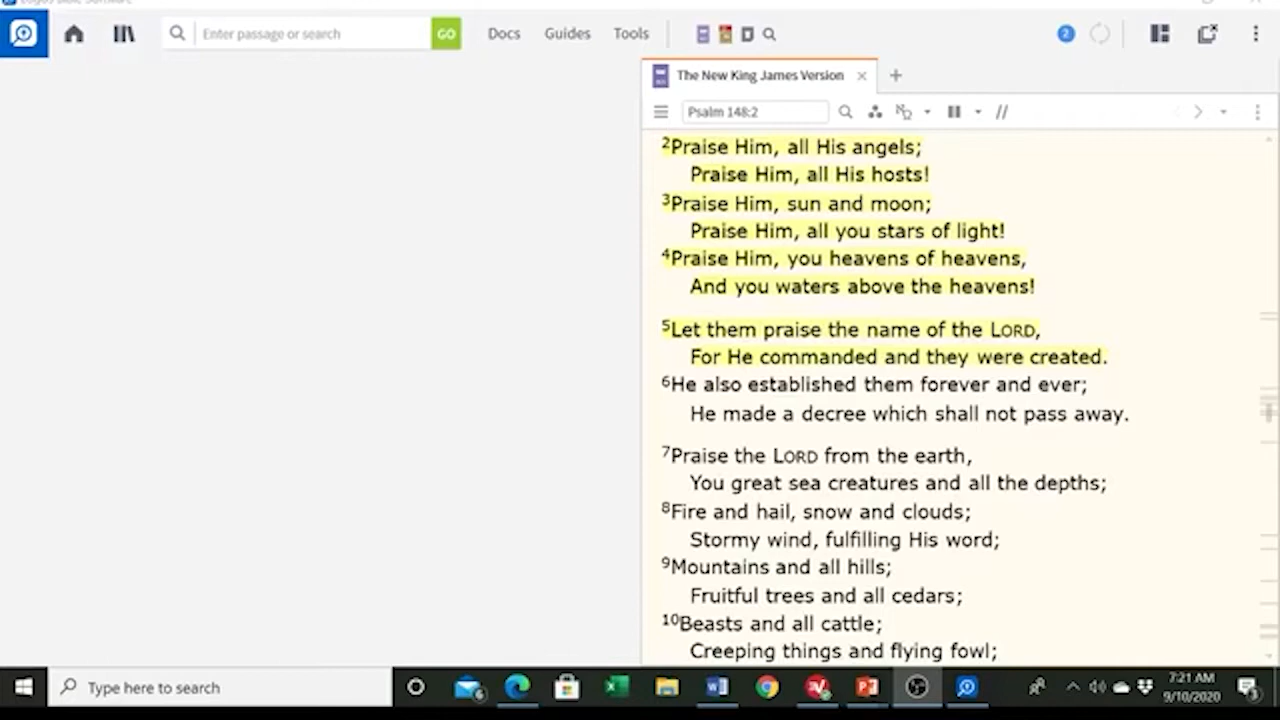 Enter passage or search
GO
Docs
Guides
Tools
2
The New King James Version
Psalm 148:2
2Praise Him, all His angels;
Praise Him, all His hosts!
3Praise Him, sun and moon;
Praise Him, all you stars of light!
4Praise Him, you heavens of heavens,
And you waters above the heavens!
5Let them praise the name of the LORD,
For He commanded and they were created.
6He also established them forever and ever;
He made a decree which shall not pass away.
7Praise the LORD from the earth,
You great sea creatures and all the depths;
8Fire and hail, snow and clouds;
Stormy wind, fulfilling His word;
9Mountains and all hills;
Fruitful trees and all cedars;
10Beasts and all cattle;
Creeping things and flying fowl;
Type here to search
7:21 AM
9/10/2020